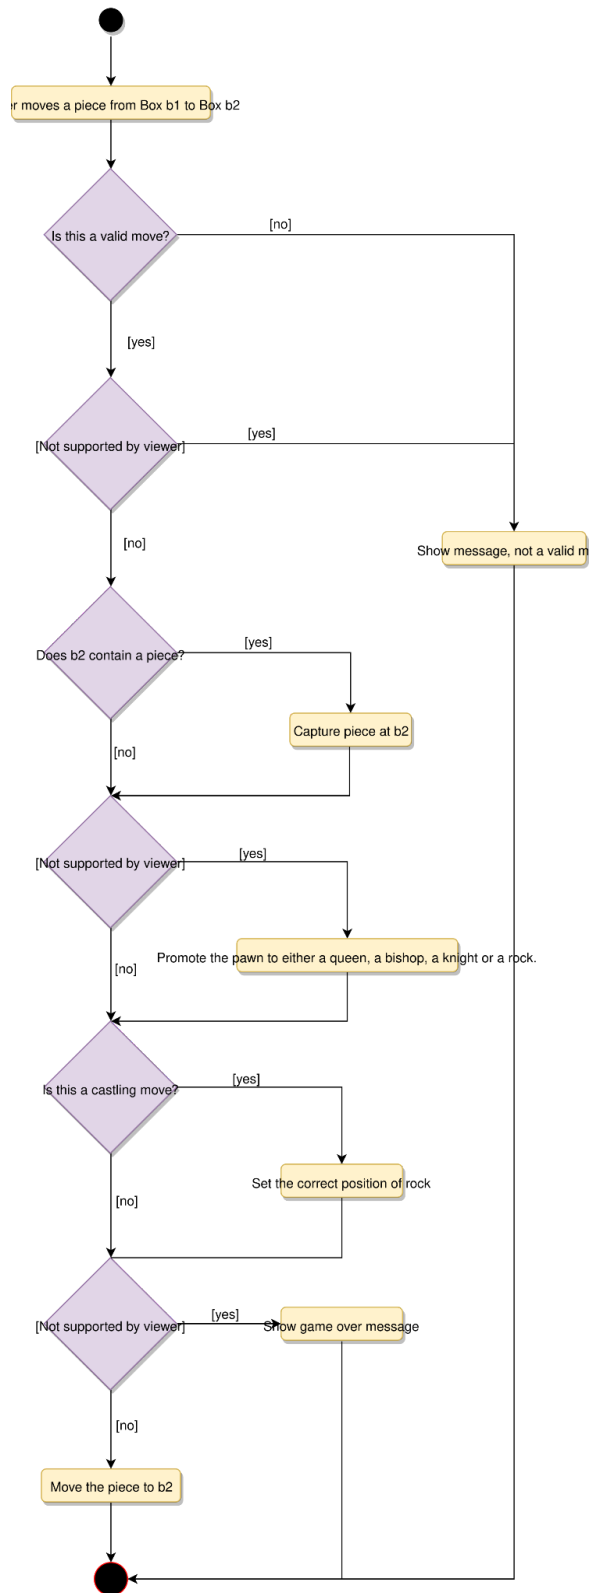 er moves a piece from Box b1 to Box b2
Is this a valid move?
[no]
[yes]
[Not supported by viewer]
[yes]
[no]
Show message, not a valid m
Does b2 contain a piece?
[yes]
Capture piece at b2
[no]
[Not supported by viewer]
[yes]
Promote the pawn to either a queen, a bishop, a knight or a rock.
[no]
Is this a castling move?
[yes]
Set the correct position of rock
[no]
[Not supported by viewer]
[yes]
Show game over message
[no]
Move the piece to b2